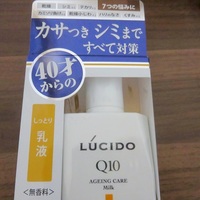 7つの悩みに
カサつき シミまで
すべて対策
40才からの
しっとり
乳液
<無香料>
LÚCIDO
Q10
AGEING CARE
Milk